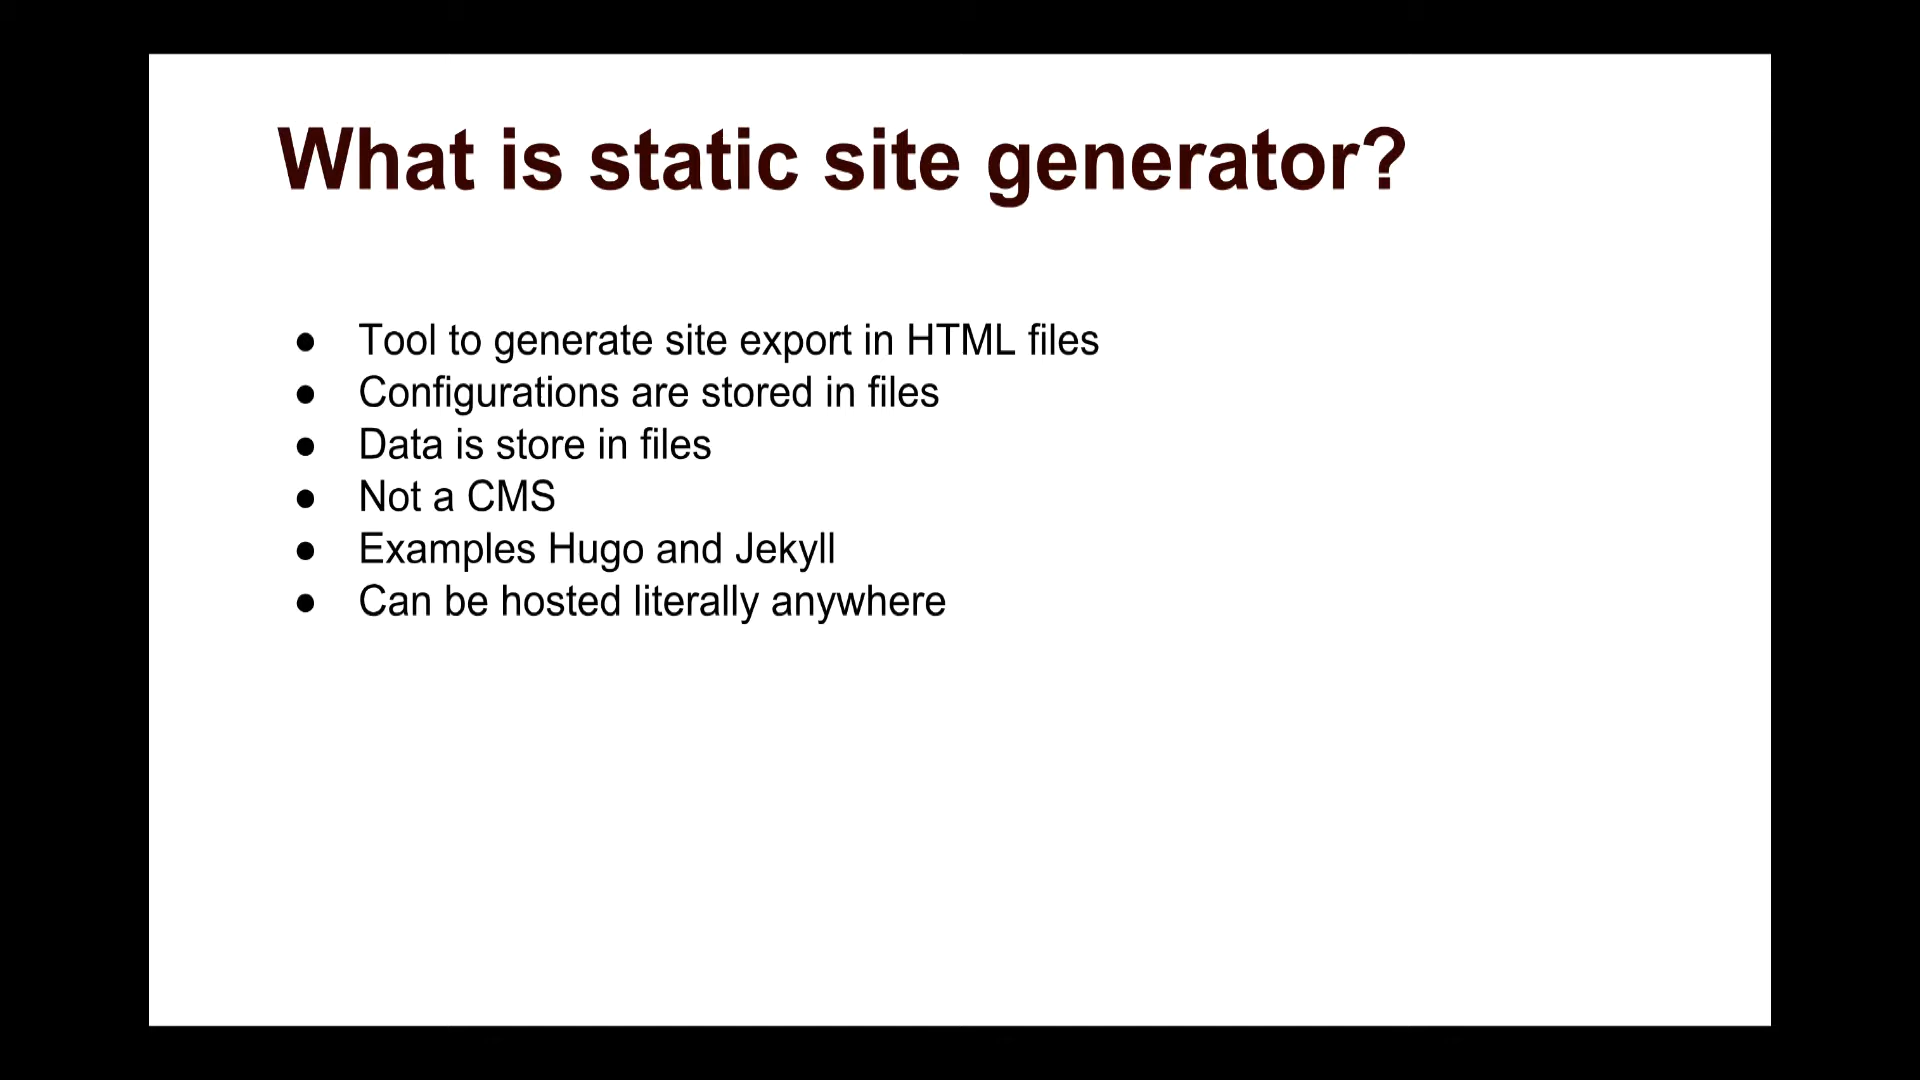 What is static site generator?
● Tool to generate site export in HTML files
● Configurations are stored in files
● Data is store in files
● Not a CMS
● Examples Hugo and Jekyll
● Can be hosted literally anywhere